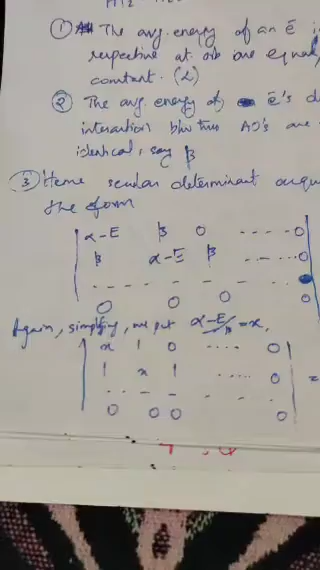 ① The avg. energy of an ē
respective at. orb are equal,
constant. (α)
② The avg. energy of ē's
interaction b/w two AO's are
identical, say β
③ Hence secular determinant
the form
α-E β 0 ---- 0
β α-E β ---- 0
- - - - - - - - - -
0 0 0 0
Again, simplifying, we put α-E/β = x,
x 1 0 .... 0
1 x 1 ..... 0 =
- - - - - - - -
0 0 0 0